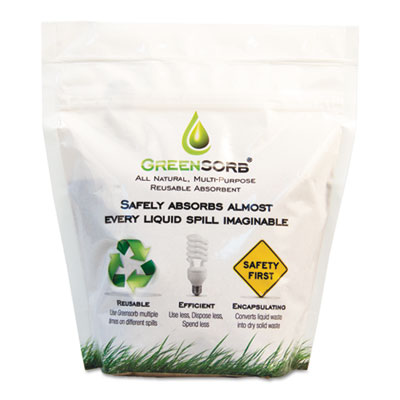 GREENSORB®
ALL NATURAL, MULTI-PURPOSE
REUSABLE ABSORBENT
SAFELY ABSORBS ALMOST
EVERY LIQUID SPILL IMAGINABLE
SAFETY
FIRST
REUSABLE
Use Greensorb multiple
times on different spills
EFFICIENT
Use less, Dispose less,
Spend less
ENCAPSULATING
Converts liquid waste
into dry solid waste